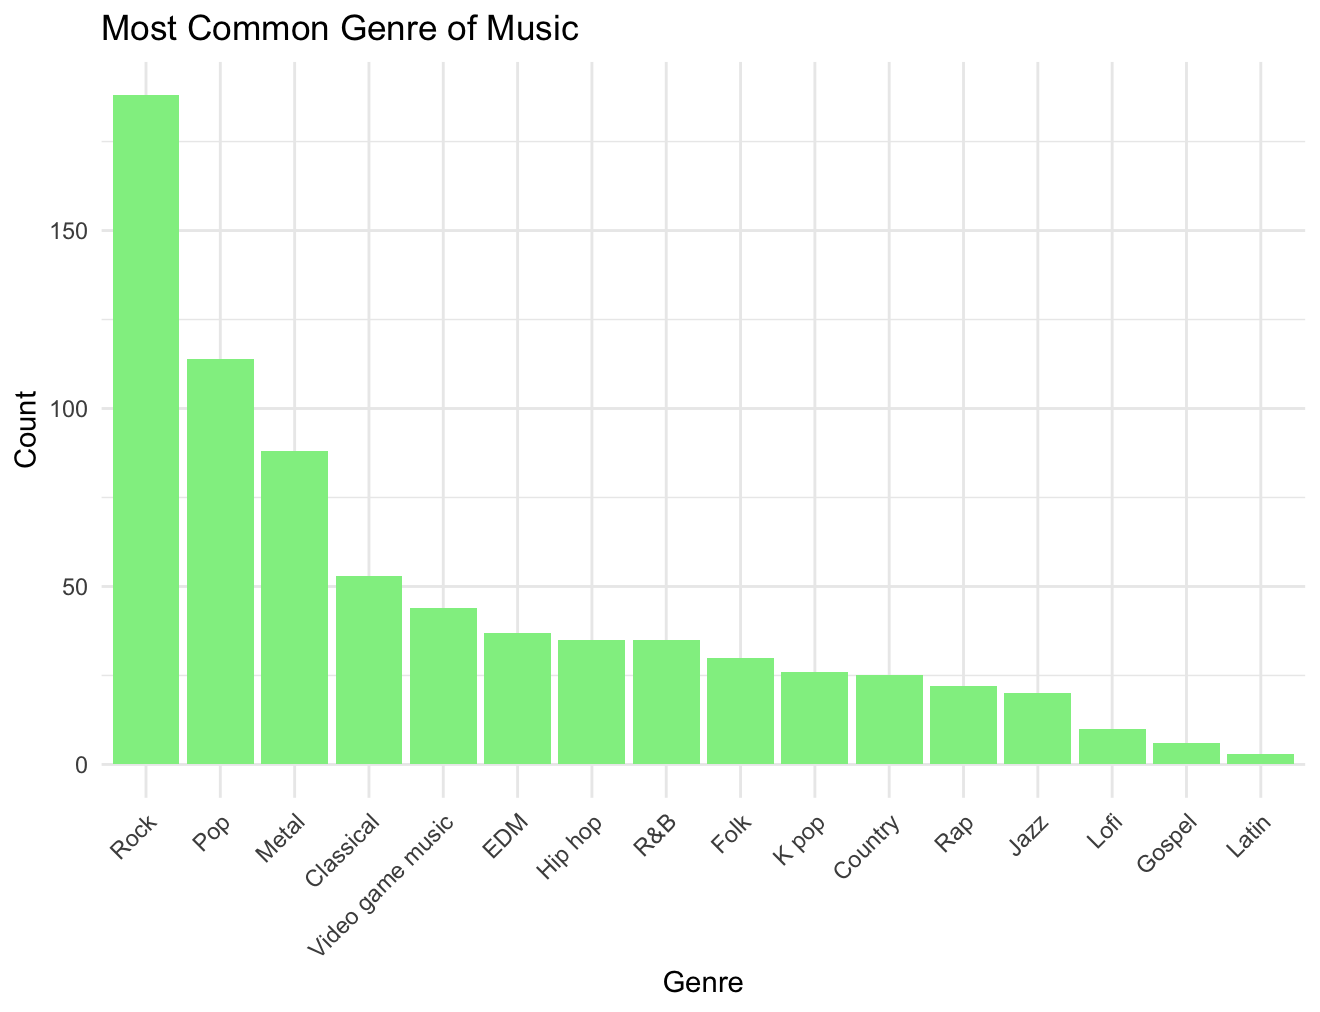 Most Common Genre of Music
Count
150
100
50
0
Rock
Pop
Metal
Classical
Video game music
EDM
Hip hop
R&B
Folk
K pop
Country
Rap
Jazz
Lofi
Gospel
Latin
Genre